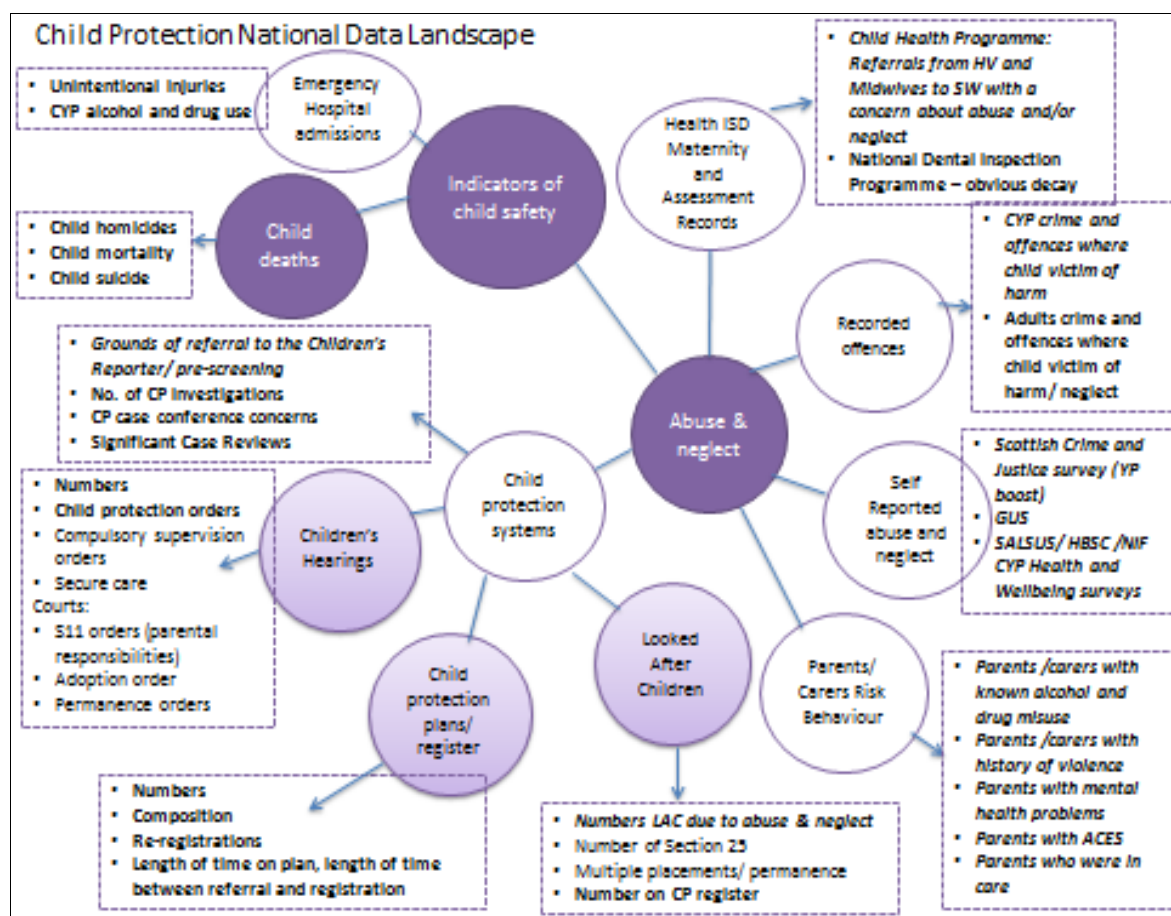 Child Protection National Data Landscape
• Unintentional Injuries
• CYP alcohol and drug use
Emergency
Hospital
admissions
Indicators of
child safety
Child
deaths
• Child homicides
• Child mortality
• Child suicide
Health ISD
Maternity
and
Assessment
Records
• Child Health Programme:
Referrals from HV and
Midwives to SW with a
concern about abuse and/or
neglect
• National Dental Inspection
Programme – obvious decay
Recorded
offences
• CYP crime and
offences where
child victim of
harm
• Adults crime and
offences where
child victim of
harm/ neglect
Abuse &
neglect
• Grounds of referral to the Children's
Reporter/ pre-screening
• No. of CP investigations
• CP case conference concerns
• Significant Case Reviews
Child
protection
systems
Self
Reported
abuse and
neglect
• Scottish Crime and
Justice survey (YP
boost)
• GUS
• SALSUS/ HBSC /NIF
CYP Health and
Wellbeing surveys
• Numbers
• Child protection orders
• Compulsory supervision
orders
• Secure care
Courts:
• S11 orders (parental
responsibilities)
• Adoption order
• Permanence orders
Children's
Hearings
Child
protection
plans/
register
Looked
After
Children
Parents/
Carers Risk
Behaviour
• Parents /carers with
known alcohol and
drug misuse
• Parents /carers with
history of violence
• Parents with mental
health problems
• Parents with ACES
• Parents who were in
care
• Numbers
• Composition
• Re-registrations
• Length of time on plan, length of time
between referral and registration
• Numbers LAC due to abuse & neglect
• Number of Section 25
• Multiple placements/ permanence
• Number on CP register